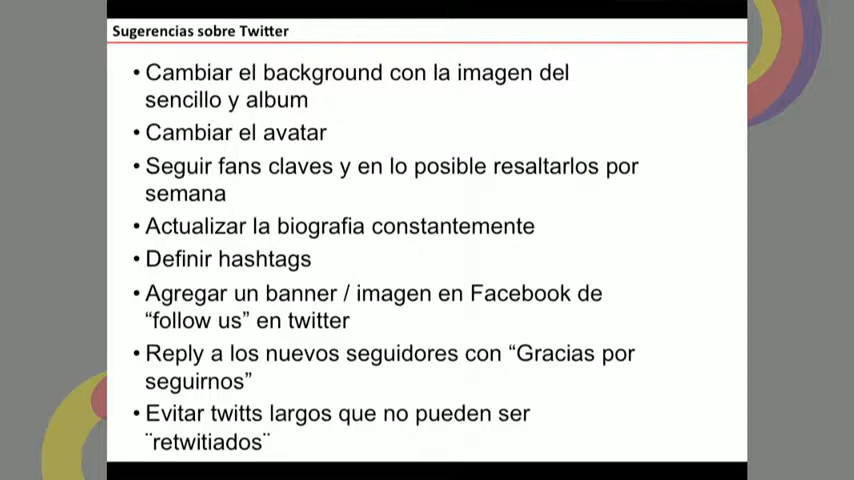 Sugerencias sobre Twitter
• Cambiar el background con la imagen del
sencillo y album
• Cambiar el avatar
• Seguir fans claves y en lo posible resaltarlos por
semana
• Actualizar la biografia constantemente
• Definir hashtags
• Agregar un banner / imagen en Facebook de
“follow us” en twitter
• Reply a los nuevos seguidores con “Gracias por
seguirnos”
• Evitar twitts largos que no pueden ser
¨retwitiados¨